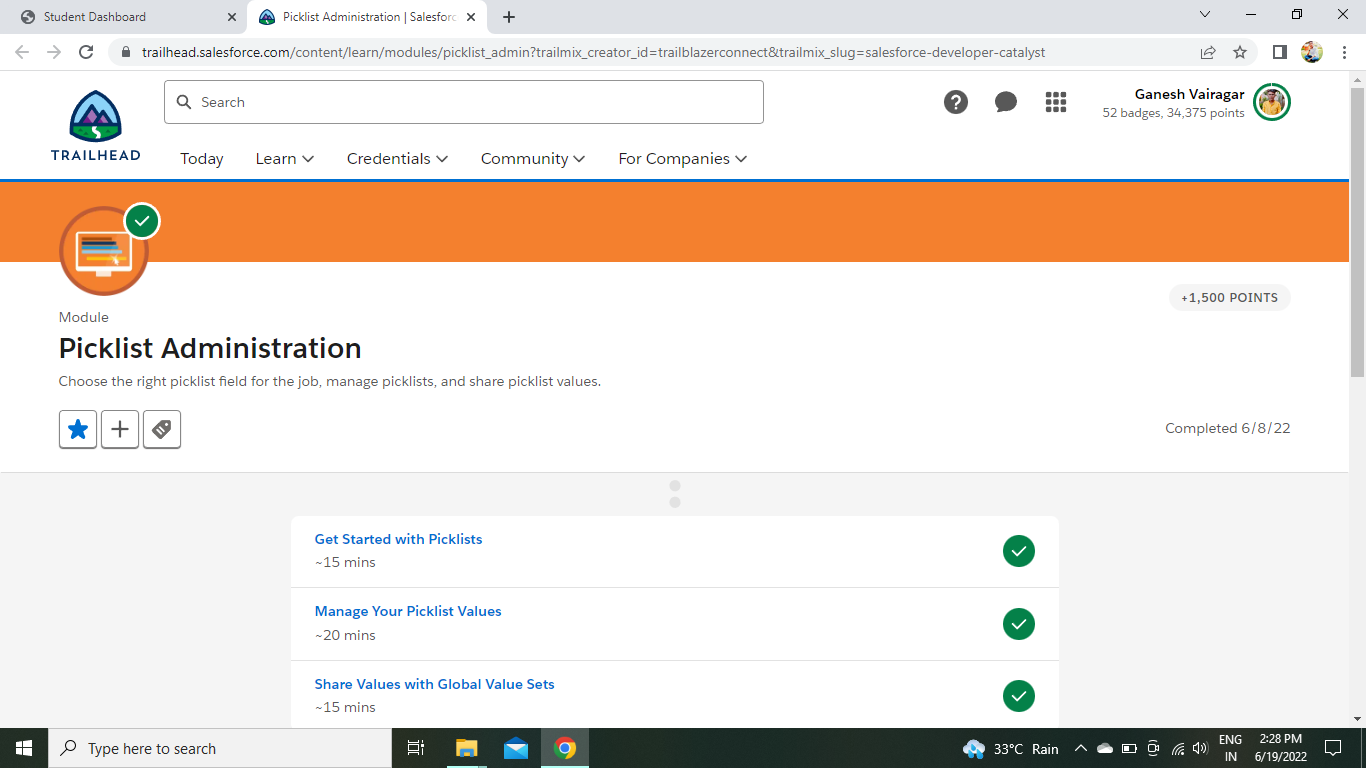 Student Dashboard
Picklist Administration | Salesforc
trailhead.salesforce.com/content/learn/modules/picklist_admin?trailmix_creator_id=trailblazerconnect&trailmix_slug=salesforce-developer-catalyst
TRAILHEAD
Search
Ganesh Vairagar
52 badges, 34,375 points
Today
Learn
Credentials
Community
For Companies
+1,500 POINTS
Module
Picklist Administration
Choose the right picklist field for the job, manage picklists, and share picklist values.
Completed 6/8/22
Get Started with Picklists
~15 mins
Manage Your Picklist Values
~20 mins
Share Values with Global Value Sets
~15 mins
Type here to search
33°C Rain
ENG
IN
2:28 PM
6/19/2022